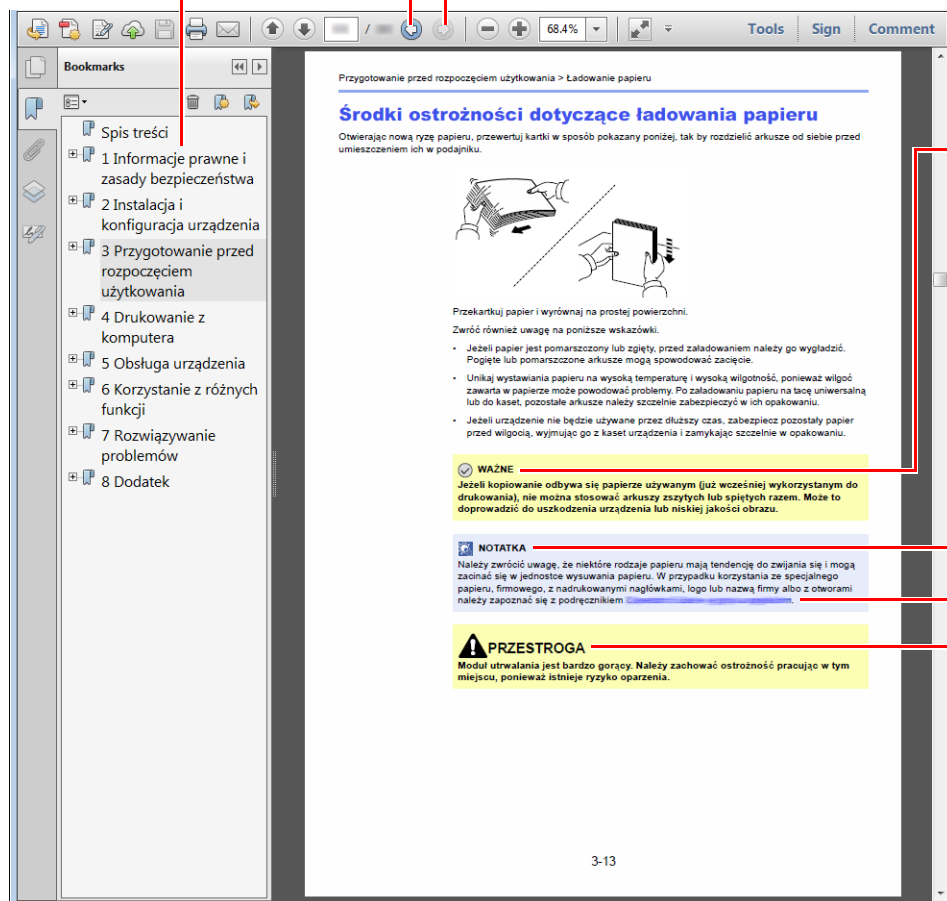 /
68.4%
Tools
Sign
Comment
Bookmarks
Spis treści
1 Informacje prawne i
zasady bezpieczeństwa
2 Instalacja i
konfiguracja urządzenia
3 Przygotowanie przed
rozpoczęciem
użytkowania
4 Drukowanie z
komputera
5 Obsługa urządzenia
6 Korzystanie z różnych
funkcji
7 Rozwiązywanie
problemów
8 Dodatek
Przygotowanie przed rozpoczęciem użytkowania > Ładowanie papieru
Środki ostrożności dotyczące ładowania papieru
Otwierając nową ryzę papieru, przewertuj kartki w sposób pokazany poniżej, tak by rozdzielić arkusze od siebie przed
umieszczeniem ich w podajniku.
Przekartkuj papier i wyrównaj na prostej powierzchni.
Zwróć również uwagę na poniższe wskazówki.
• Jeżeli papier jest pomarszczony lub zgięty, przed załadowaniem należy go wygładzić.
Pogięte lub pomarszczone arkusze mogą spowodować zacięcie.
• Unikaj wystawiania papieru na wysoką temperaturę i wysoką wilgotność, ponieważ wilgoć
zawarta w papierze może powodować problemy. Po załadowaniu papieru na tacę uniwersalną
lub do kaset, pozostałe arkusze należy szczelnie zabezpieczyć w ich opakowaniu.
• Jeżeli urządzenie nie będzie używane przez dłuższy czas, zabezpiecz pozostały papier
przed wilgocią, wyjmując go z kaset urządzenia i zamykając szczelnie w opakowaniu.
WAŻNE
Jeżeli kopiowanie odbywa się papierze używanym (już wcześniej wykorzystanym do
drukowania), nie można stosować arkuszy zszytych lub spiętych razem. Może to
doprowadzić do uszkodzenia urządzenia lub niskiej jakości obrazu.
NOTATKA
Należy zwrócić uwagę, że niektóre rodzaje papieru mają tendencję do zwijania się i mogą
zacinać się w jednostce wysuwania papieru. W przypadku korzystania ze specjalnego
papieru, firmowego, z nadrukowanymi nagłówkami, logo lub nazwą firmy albo z otworami
należy zapoznać się z podręcznikiem
PRZESTROGA
Moduł utrwalania jest bardzo gorący. Należy zachować ostrożność pracując w tym
miejscu, ponieważ istnieje ryzyko oparzenia.
3-13